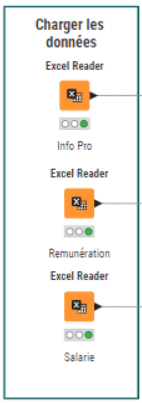 Charger les
données
Excel Reader
Info Pro
Excel Reader
Remunération
Excel Reader
Salarie